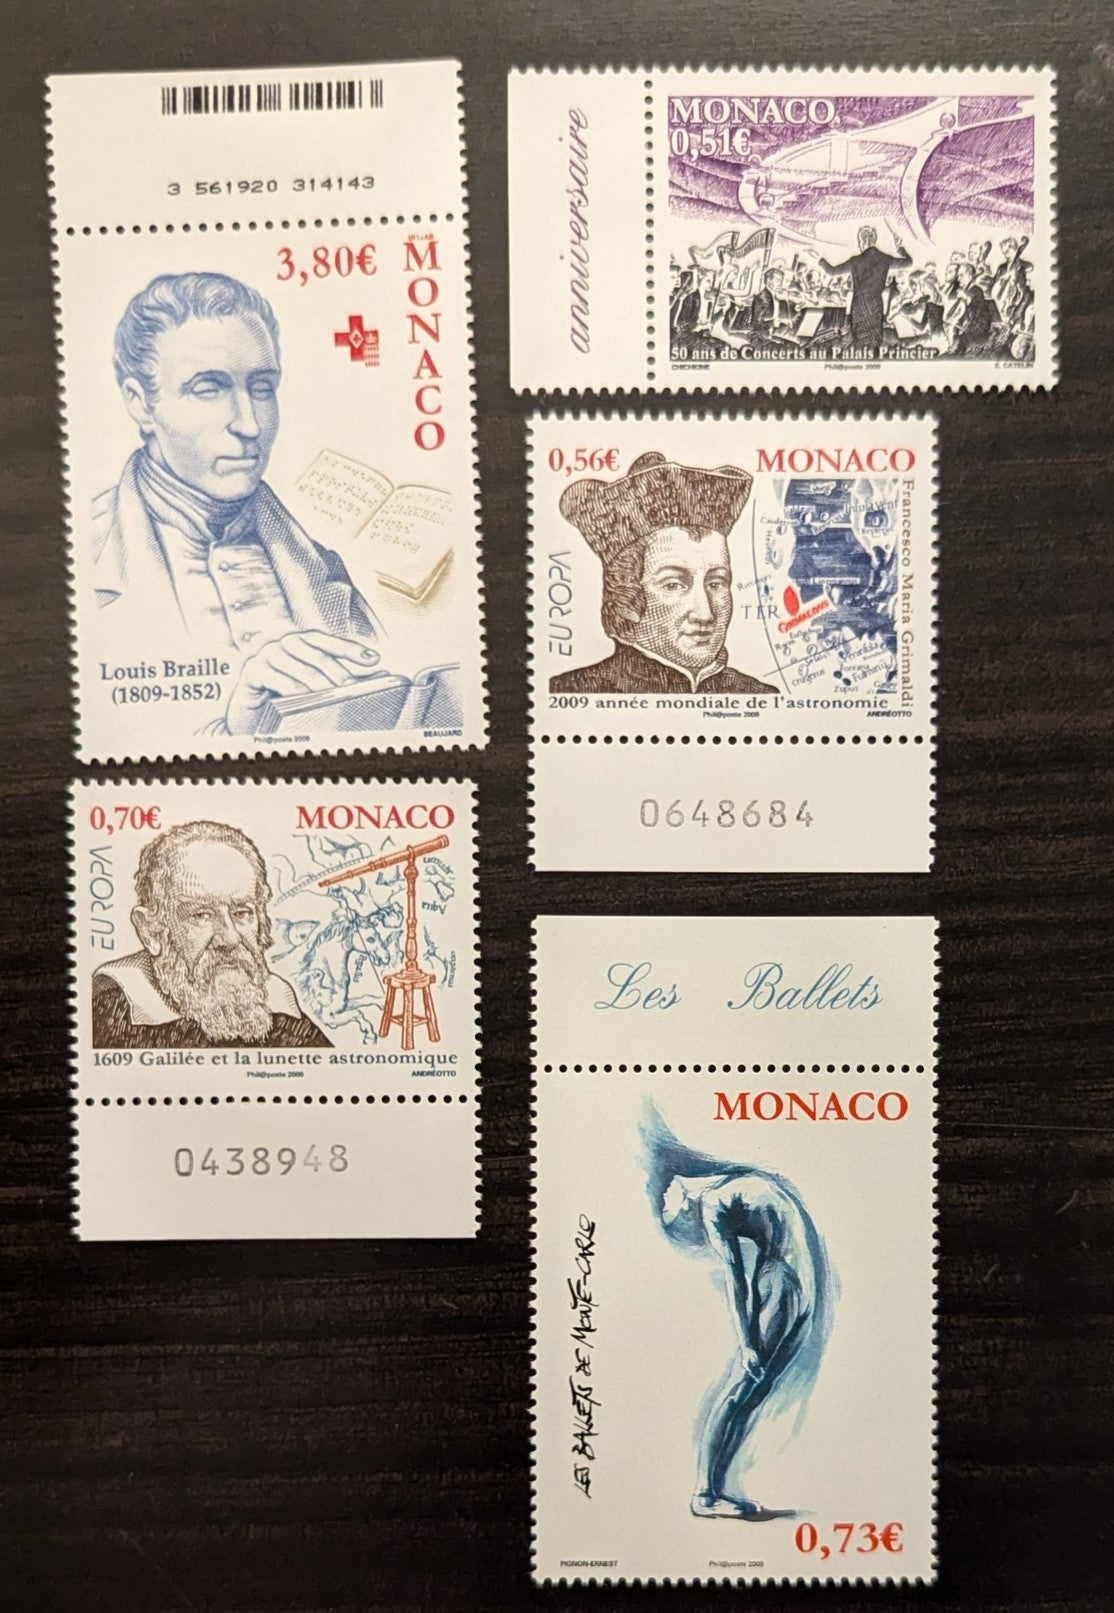 3 561920 314143
3,80€
MONACO
Louis Braille
(1809-1852)
Phil@poste 2009
BEAUJARD
anniversaire
MONACO
0,51€
50 ans de Concerts au Palais Princier
CHICHKINE
Phil@poste 2009
E. CATELIN
0,56€
MONACO
EUROPA
Francesco Maria Grimaldi
TER
GRIMALDUS
Zupus
2009 année mondiale de l'astronomie
Phil@poste 2009
ANDRÉOTTO
0648684
0,70€
MONACO
EUROPA
1609 Galilée et la lunette astronomique
Phil@poste 2009
ANDRÉOTTO
0438948
Les Ballets
MONACO
LES BALLETS DE MONTE-CARLO
0,73€
PIGNON-ERNEST
Phil@poste 2009